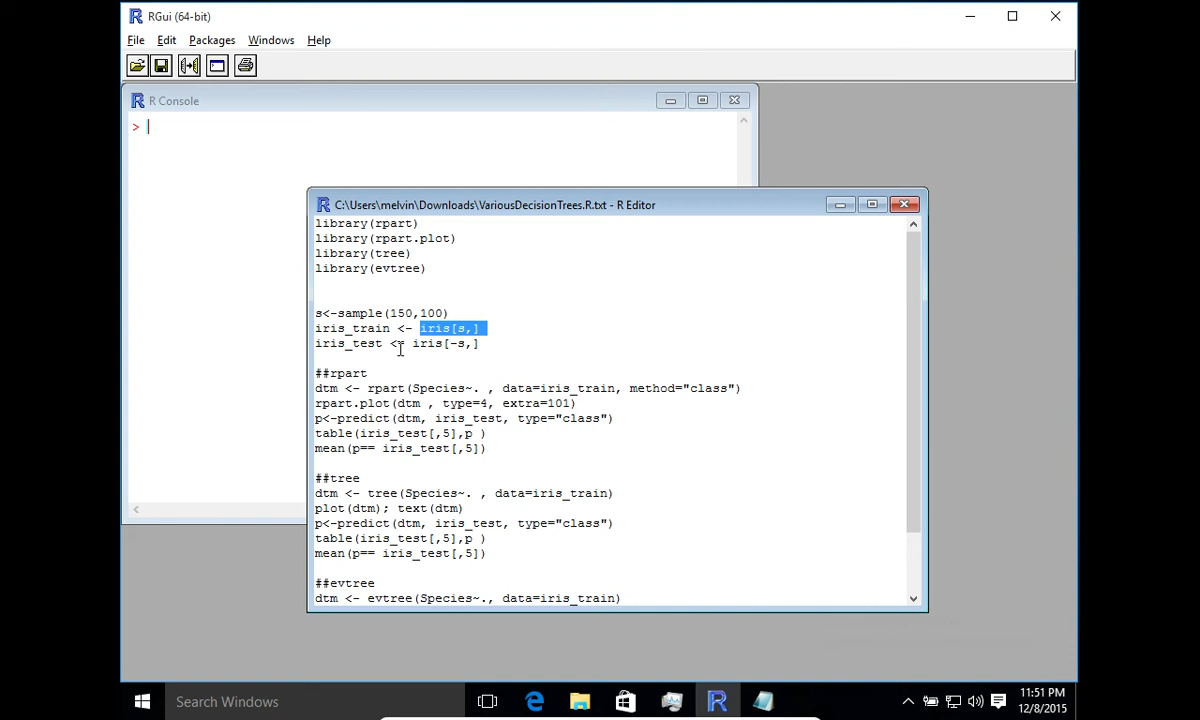 RGui (64-bit)
File Edit Packages Windows Help
R Console
>
C:\Users\melvin\Downloads\VariousDecisionTrees.R.txt - R Editor
library(rpart)
library(rpart.plot)
library(tree)
library(evtree)
s<-sample(150,100)
iris_train <- iris[s,]
iris_test <- iris[-s,]
##rpart
dtm <- rpart(Species~. , data=iris_train, method="class")
rpart.plot(dtm , type=4, extra=101)
p<-predict(dtm, iris_test, type="class")
table(iris_test[,5],p )
mean(p== iris_test[,5])
##tree
dtm <- tree(Species~. , data=iris_train)
plot(dtm); text(dtm)
p<-predict(dtm, iris_test, type="class")
table(iris_test[,5],p )
mean(p== iris_test[,5])
##evtree
dtm <- evtree(Species~., data=iris_train)
Search Windows
11:51 PM
12/8/2015